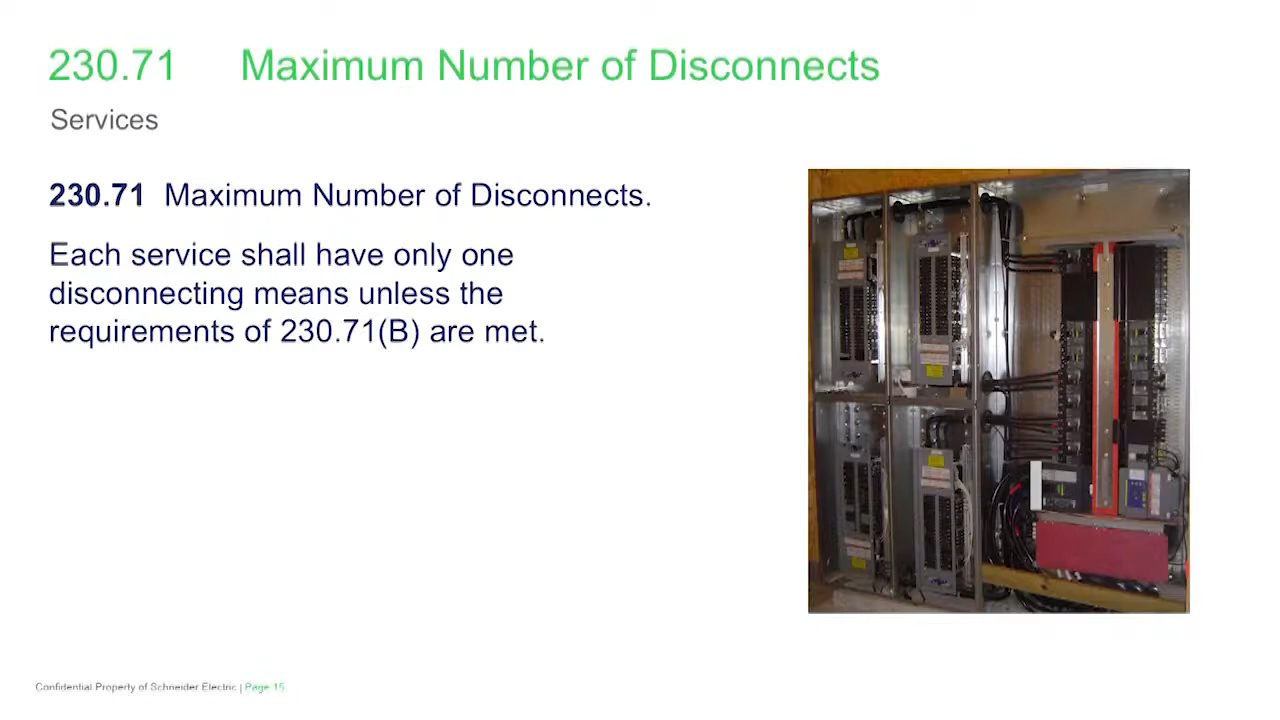 230.71 Maximum Number of Disconnects
Services
230.71 Maximum Number of Disconnects.
Each service shall have only one
disconnecting means unless the
requirements of 230.71(B) are met.
Confidential Property of Schneider Electric | Page 15